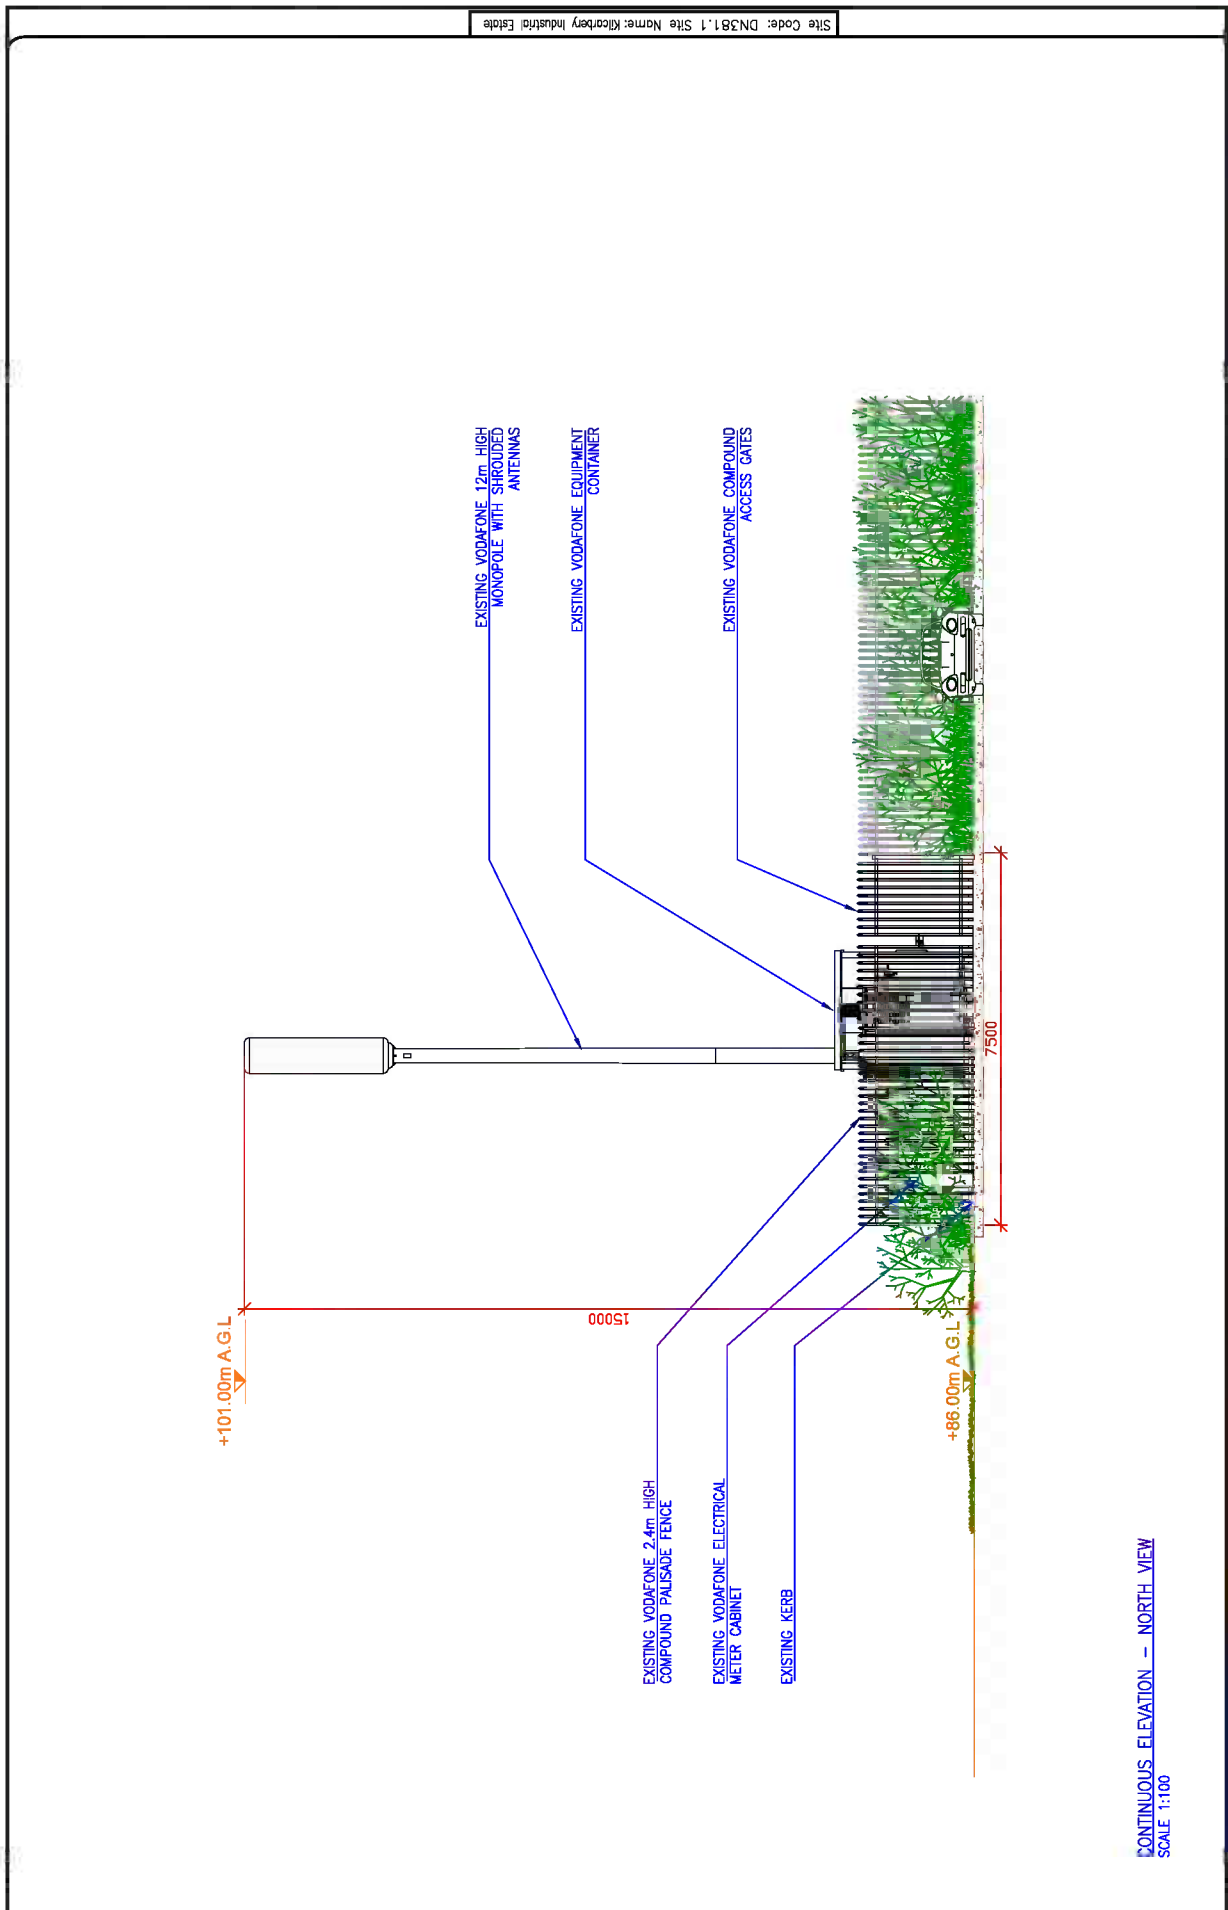 Site Code: DN381.1 Site Name: Kilcarbery Industrial Estate
EXISTING VODAFONE 12m HIGH
MONOPOLE WITH SHROUDED
ANTENNAS
EXISTING VODAFONE EQUIPMENT
CONTAINER
EXISTING VODAFONE COMPOUND
ACCESS GATES
+101.00m A.G.L
15000
+86.00m A.G.L
7500
EXISTING VODAFONE 2.4m HIGH
COMPOUND PALISADE FENCE
EXISTING VODAFONE ELECTRICAL
METER CABINET
EXISTING KERB
CONTINUOUS ELEVATION - NORTH VIEW
SCALE 1:100